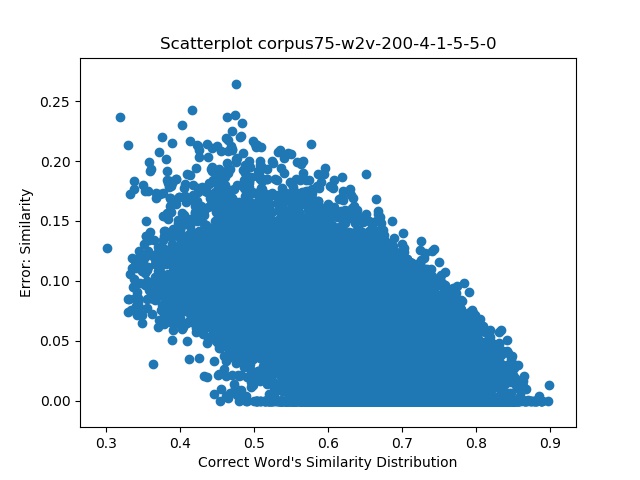 Scatterplot corpus75-w2v-200-4-1-5-5-0
0.25
0.20
0.15
0.10
0.05
0.00
Error: Similarity
0.3 0.4 0.5 0.6 0.7 0.8 0.9
Correct Word's Similarity Distribution